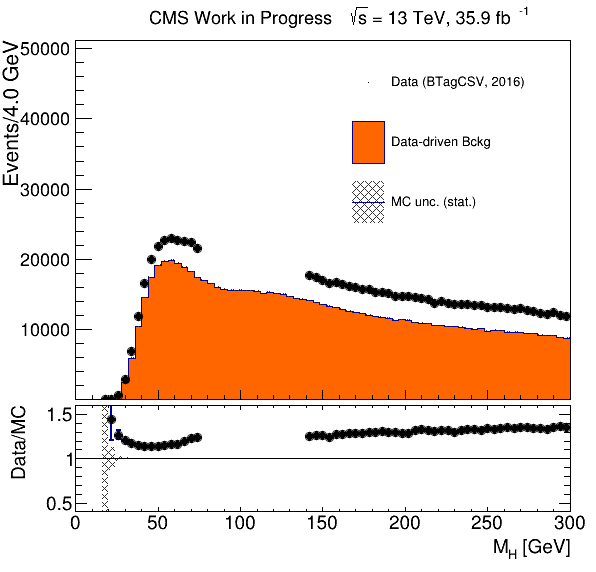 CMS Work in Progress √s = 13 TeV, 35.9 fb -1
Events/4.0 GeV
50000
40000
30000
20000
10000
Data (BTagCSV, 2016)
Data-driven Bckg
MC unc. (stat.)
Data/MC
1.5
1
0.5
0 50 100 150 200 250 300
M_H [GeV]